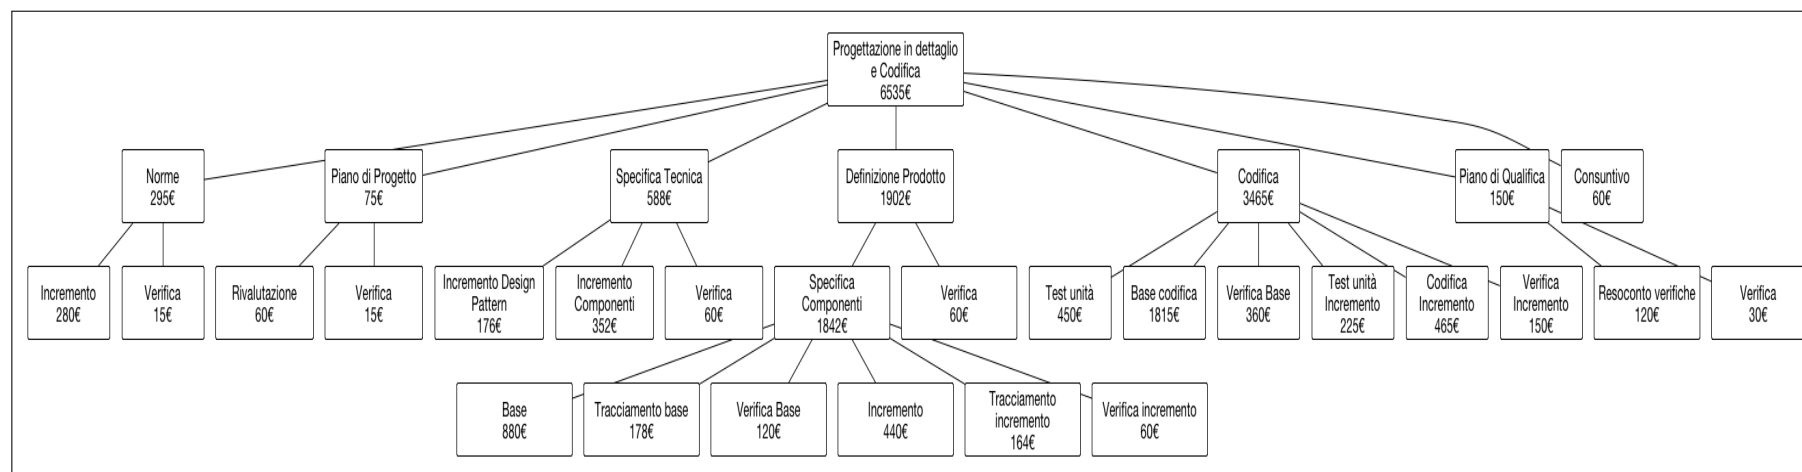 Progettazione in dettaglio
e Codifica
6535€
Norme
295€
Piano di Progetto
75€
Specifica Tecnica
588€
Definizione Prodotto
1902€
Codifica
3465€
Piano di Qualifica
150€
Consuntivo
60€
Incremento
280€
Verifica
15€
Rivalutazione
60€
Verifica
15€
Incremento Design
Pattern
176€
Incremento
Componenti
352€
Verifica
60€
Specifica
Componenti
1842€
Verifica
60€
Test unità
450€
Base codifica
1815€
Verifica Base
360€
Test unità
Incremento
225€
Codifica
Incremento
465€
Verifica
Incremento
150€
Resoconto verifiche
120€
Verifica
30€
Base
880€
Tracciamento base
178€
Verifica Base
120€
Incremento
440€
Tracciamento
incremento
164€
Verifica incremento
60€